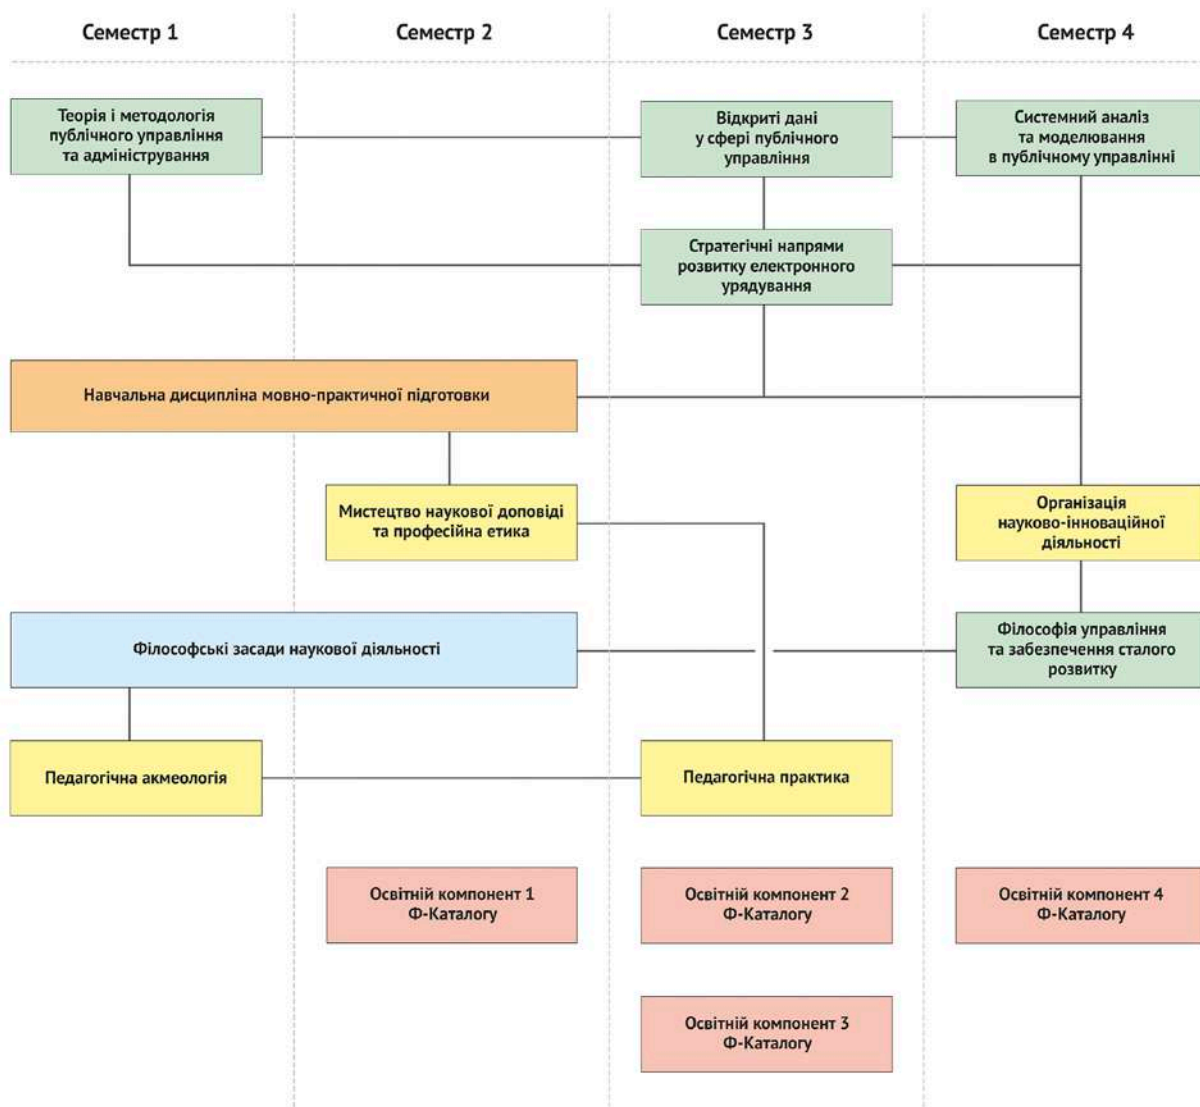 Семестр 1
Семестр 2
Семестр 3
Семестр 4
Теорія і методологія
публічного управління
та адміністрування
Відкриті дані
у сфері публічного
управління
Системний аналіз
та моделювання
в публічному управлінні
Стратегічні напрями
розвитку електронного
урядування
Навчальна дисципліна мовно-практичної підготовки
Мистецтво наукової доповіді
та професійна етика
Організація
науково-інноваційної
діяльності
Філософські засади наукової діяльності
Філософія управління
та забезпечення сталого
розвитку
Педагогічна акмеологія
Педагогічна практика
Освітній компонент 1
Ф-Каталогу
Освітній компонент 2
Ф-Каталогу
Освітній компонент 4
Ф-Каталогу
Освітній компонент 3
Ф-Каталогу